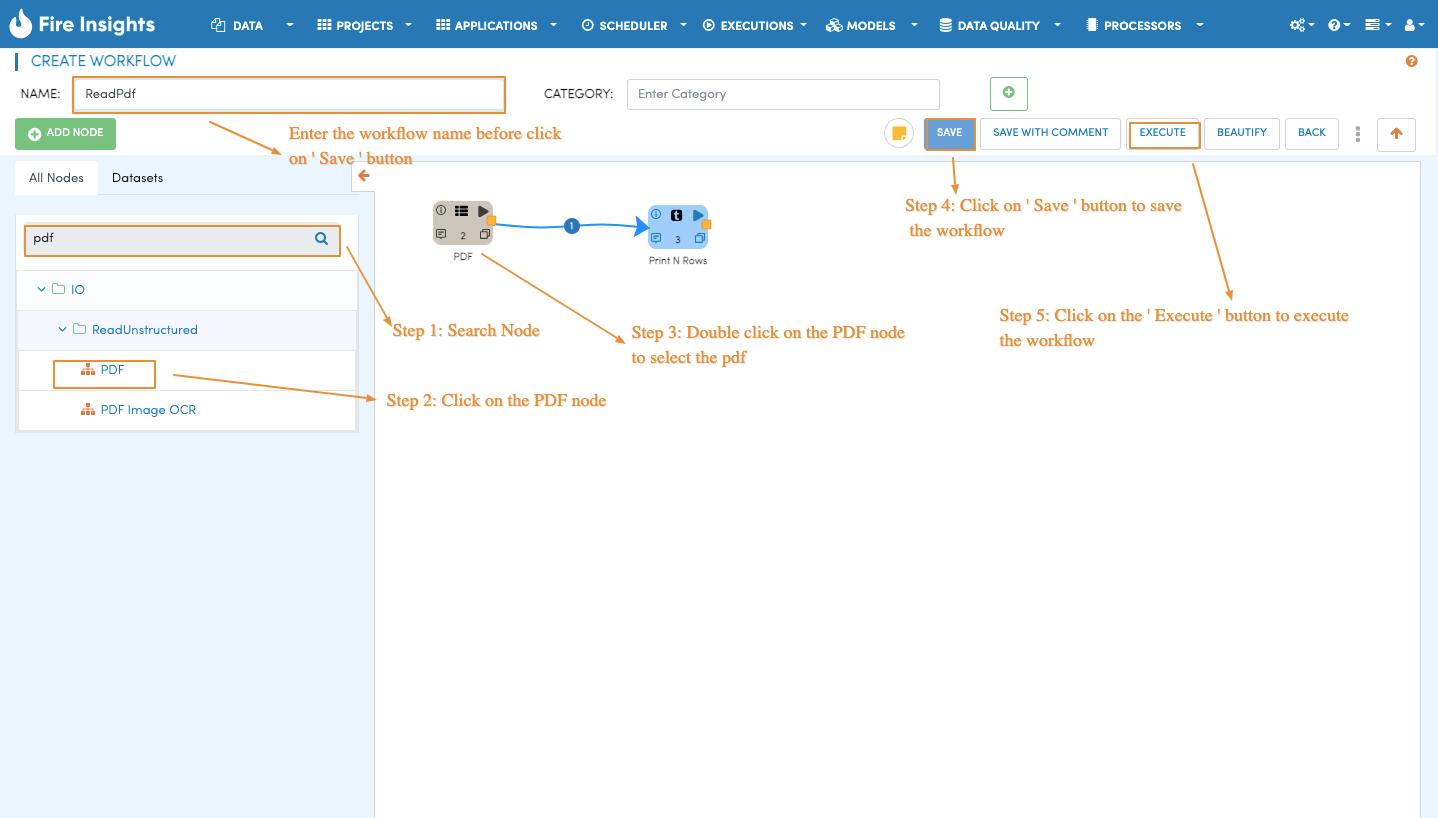 Fire Insights
DATA
PROJECTS
APPLICATIONS
SCHEDULER
EXECUTIONS
MODELS
DATA QUALITY
PROCESSORS
CREATE WORKFLOW
NAME:
ReadPdf
CATEGORY:
Enter Category
ADD NODE
Enter the workflow name before click
on ' Save ' button
SAVE
SAVE WITH COMMENT
EXECUTE
BEAUTIFY
BACK
All Nodes
Datasets
pdf
IO
ReadUnstructured
PDF
PDF Image OCR
2
PDF
1
t
3
Print N Rows
Step 1: Search Node
Step 2: Click on the PDF node
Step 3: Double click on the PDF node
to select the pdf
Step 4: Click on ' Save ' button to save
the workflow
Step 5: Click on the ' Execute ' button to execute
the workflow